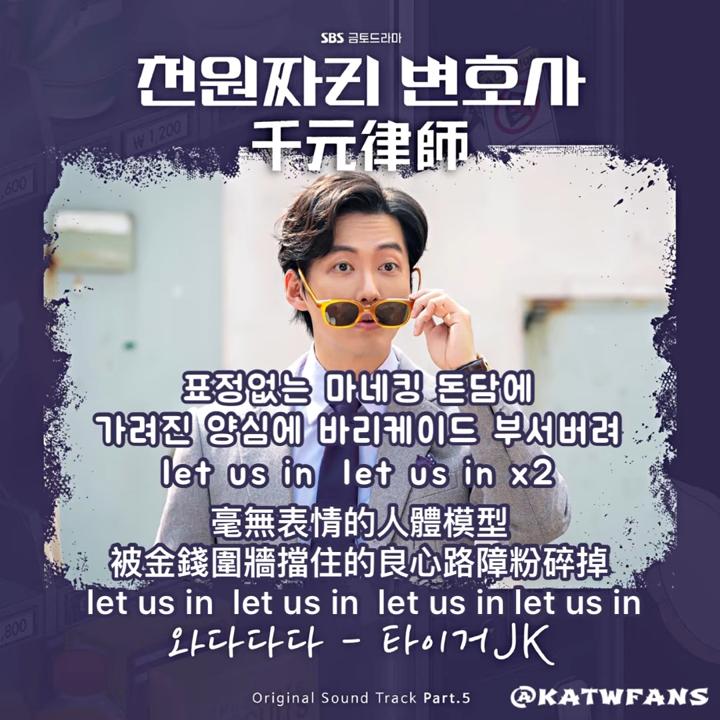 SBS 금토드라마
천원짜리 변호사
千元律師
₩1,200
,600
표정없는 마네킹 돈담에
가려진 양심에 바리케이드 부서버려
let us in let us in x2
毫無表情的人體模型
被金錢圍牆擋住的良心路障粉碎掉
let us in let us in let us in let us in
,800
와다다다 - 타이거JK
Original Sound Track Part.5
@KATWFANS